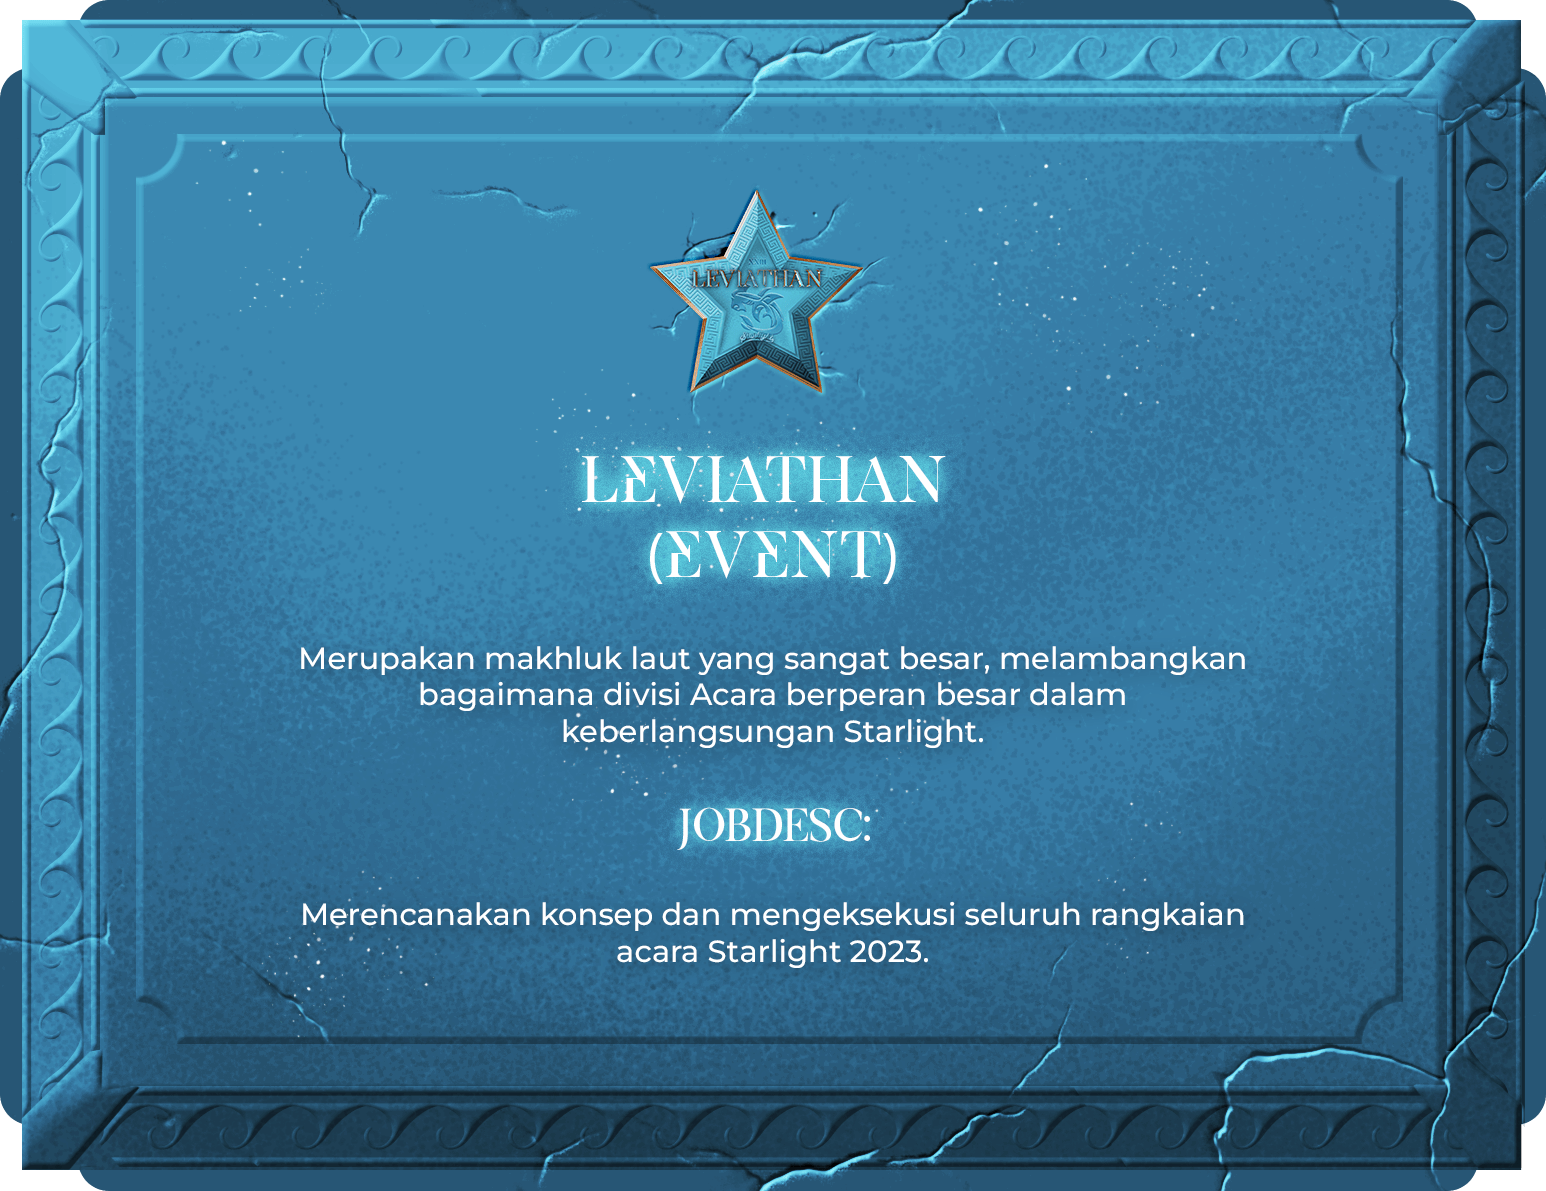 LEVIATHAN
LEVIATHAN
(EVENT)
Merupakan makhluk laut yang sangat besar, melambangkan
bagaimana divisi Acara berperan besar dalam
keberlangsungan Starlight.
JOBDESC:
Merencanakan konsep dan mengeksekusi seluruh rangkaian
acara Starlight 2023.